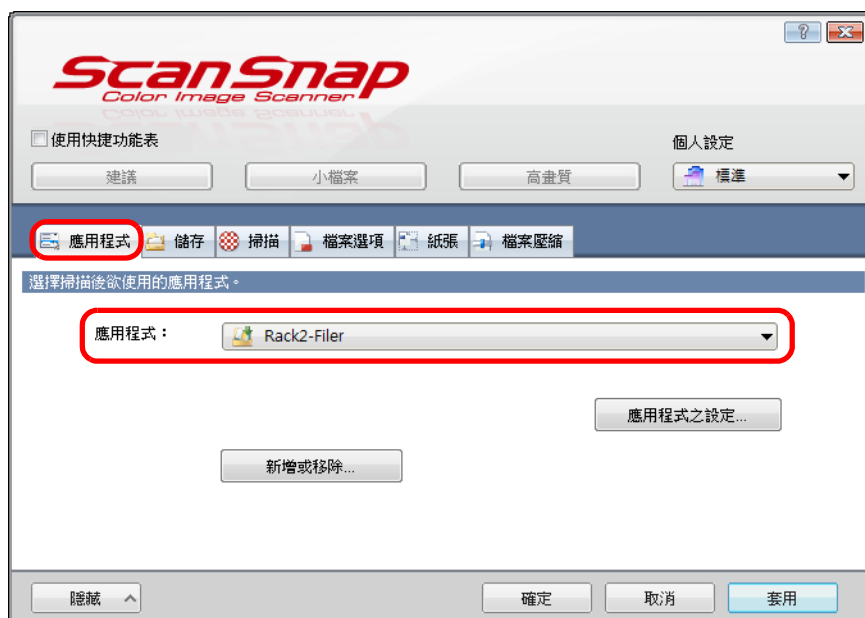 ScanSnap
Color Image Scanner
使用快捷功能表
個人設定
建議
小檔案
高畫質
標準
應用程式
儲存
掃描
檔案選項
紙張
檔案壓縮
選擇掃描後欲使用的應用程式。
應用程式：
Rack2-Filer
應用程式之設定...
新增或移除...
隱藏
確定
取消
套用